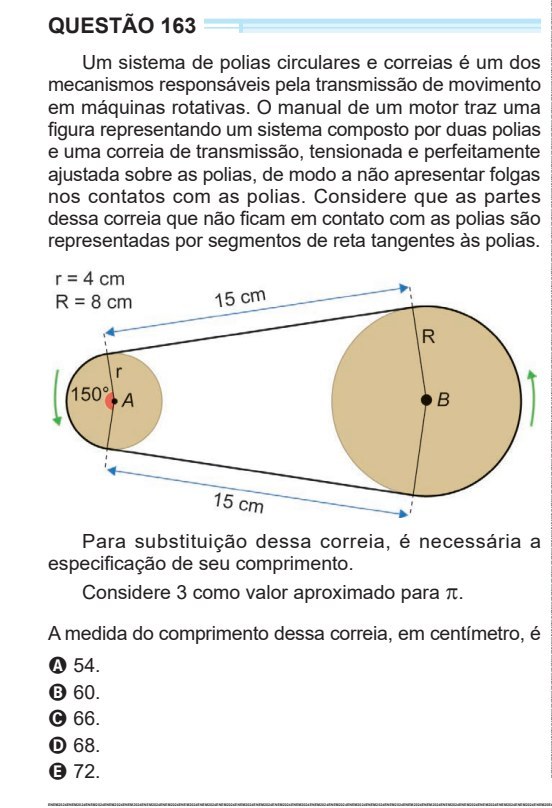 QUESTÃO 163
Um sistema de polias circulares e correias é um dos
mecanismos responsáveis pela transmissão de movimento
em máquinas rotativas. O manual de um motor traz uma
figura representando um sistema composto por duas polias
e uma correia de transmissão, tensionada e perfeitamente
ajustada sobre as polias, de modo a não apresentar folgas
nos contatos com as polias. Considere que as partes
dessa correia que não ficam em contato com as polias são
representadas por segmentos de reta tangentes às polias.
r = 4 cm
R = 8 cm
15 cm
R
r
150°
A
B
15 cm
Para substituição dessa correia, é necessária a
especificação de seu comprimento.
Considere 3 como valor aproximado para π.
A medida do comprimento dessa correia, em centímetro, é
A 54.
B 60.
C 66.
D 68.
E 72.